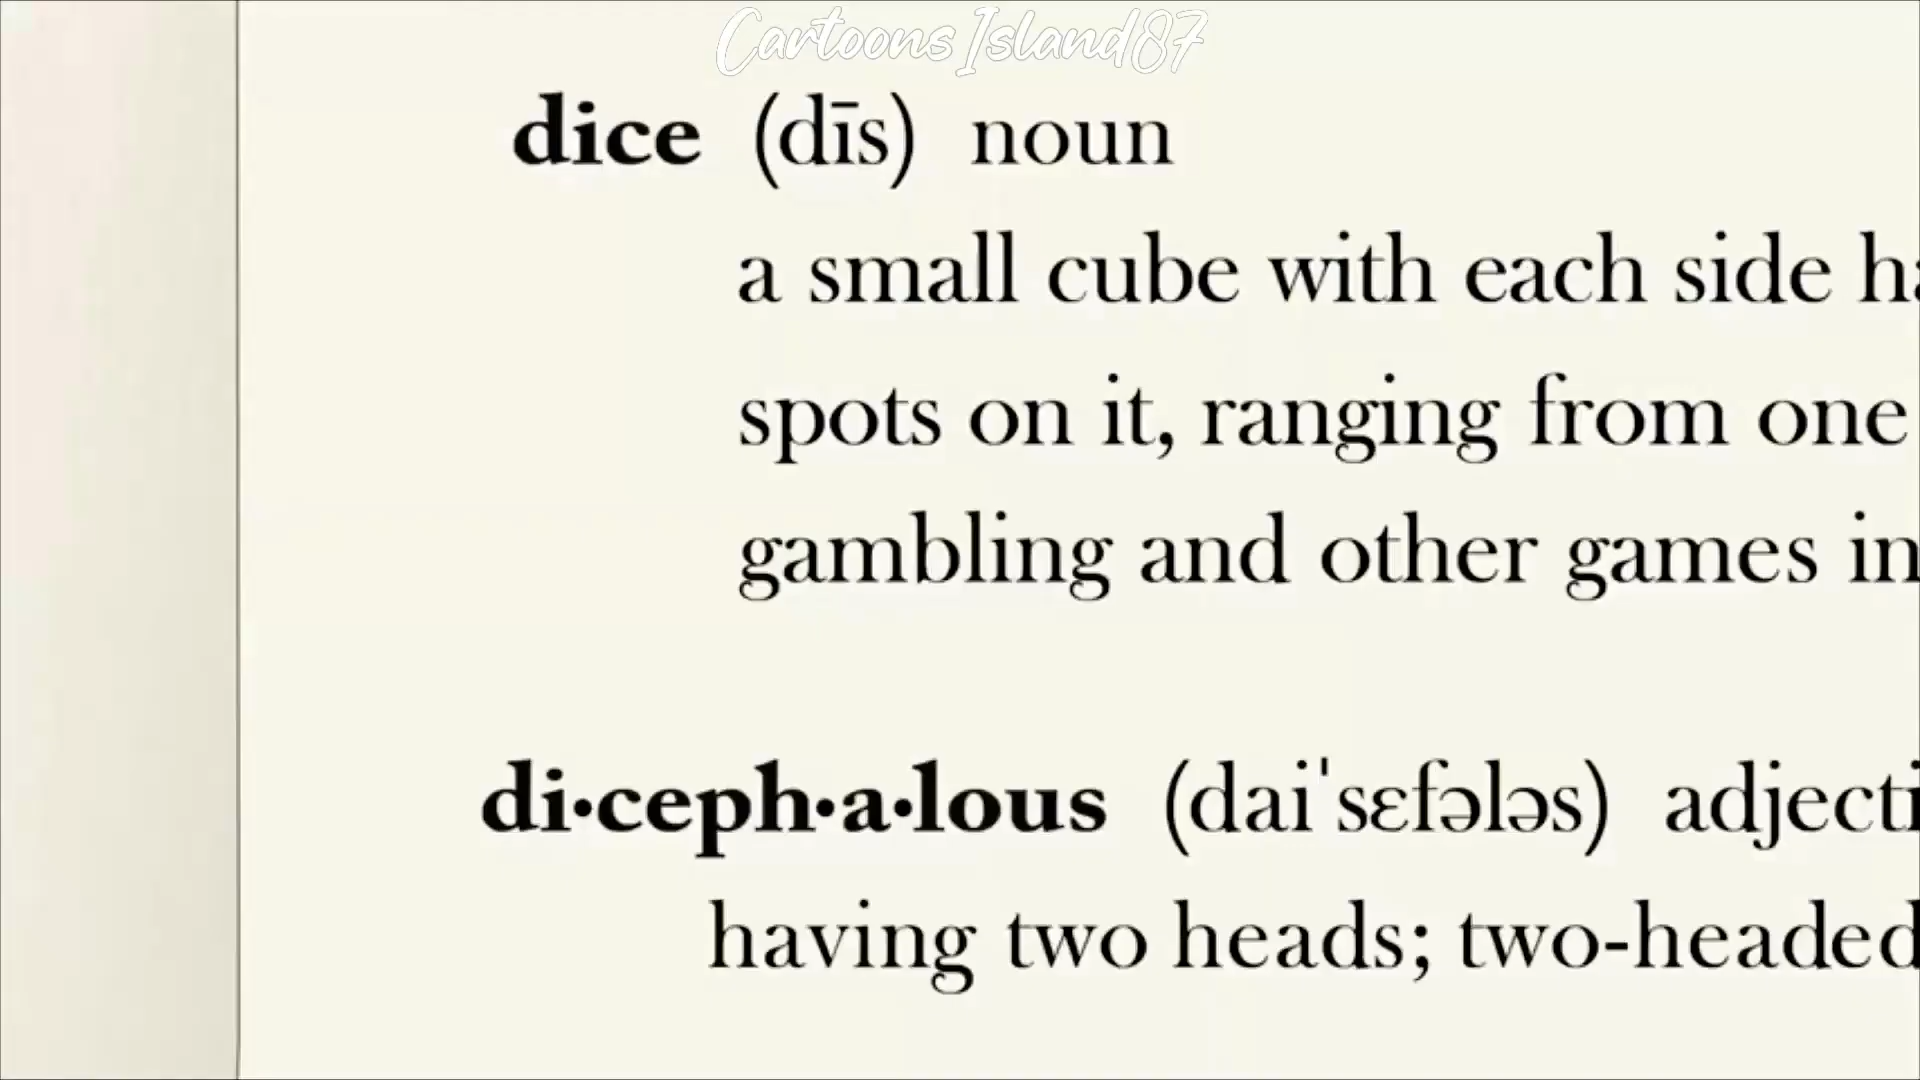 Cartoons Island87
dice (dīs) noun
a small cube with each side
spots on it, ranging from one
gambling and other games in
di•ceph•a•lous (daiˈsɛfələs)
having two heads; two-headed